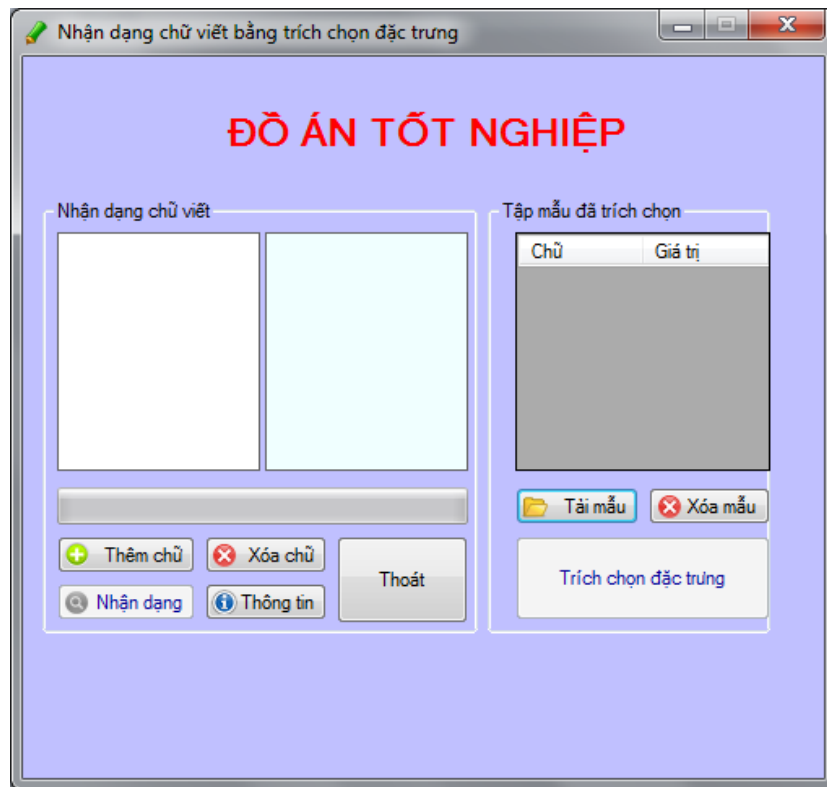 Nhận dạng chữ viết bằng trích chọn đặc trưng
ĐỒ ÁN TỐT NGHIỆP
Nhận dạng chữ viết
Tập mẫu đã trích chọn
Chữ Giá trị
Tải mẫu Xóa mẫu
Thêm chữ Xóa chữ
Thoát
Nhận dạng Thông tin
Trích chọn đặc trưng